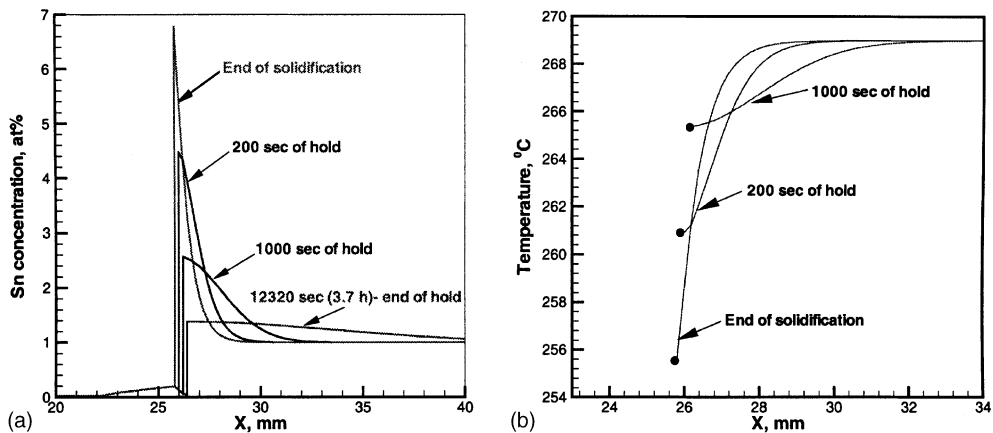 7
6
5
4
3
2
1
0
Sn concentration, at%
End of solidification
200 sec of hold
1000 sec of hold
12320 sec (3.7 h)- end of hold
20
25
30
35
40
X, mm
(a)
270
268
266
264
262
260
258
256
254
Temperature, ⁰C
1000 sec of hold
200 sec of hold
End of solidification
24
26
28
30
32
34
X, mm
(b)